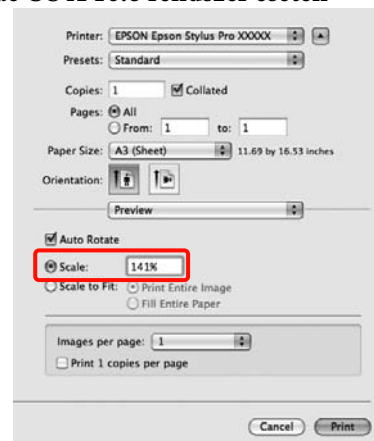 Printer: EPSON Epson Stylus Pro XXXXX
Presets: Standard
Copies: 1 Collated
Pages: All
From: 1 to: 1
Paper Size: A3 (Sheet) 11.69 by 16.53 inches
Orientation:
Preview
Auto Rotate
Scale: 141%
Scale to Fit: Print Entire Image
Fill Entire Paper
Images per page: 1
Print 1 copies per page
Cancel Print